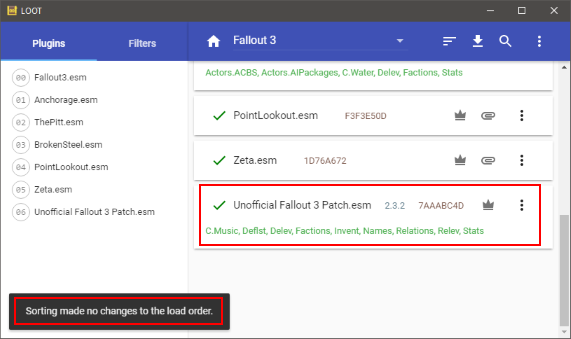 LOOT
Plugins
Filters
Fallout 3
00 Fallout3.esm
01 Anchorage.esm
02 ThePitt.esm
03 BrokenSteel.esm
04 PointLookout.esm
05 Zeta.esm
06 Unofficial Fallout 3 Patch.esm
Actors.ACBS, Actors.AIPackages, C.Water, Delev, Factions, Stats
PointLookout.esm F3F3E50D
Zeta.esm 1D76A672
Unofficial Fallout 3 Patch.esm 2.3.2 7AAABC4D
C.Music, Deflst, Delev, Factions, Invent, Names, Relations, Relev, Stats
Sorting made no changes to the load order.